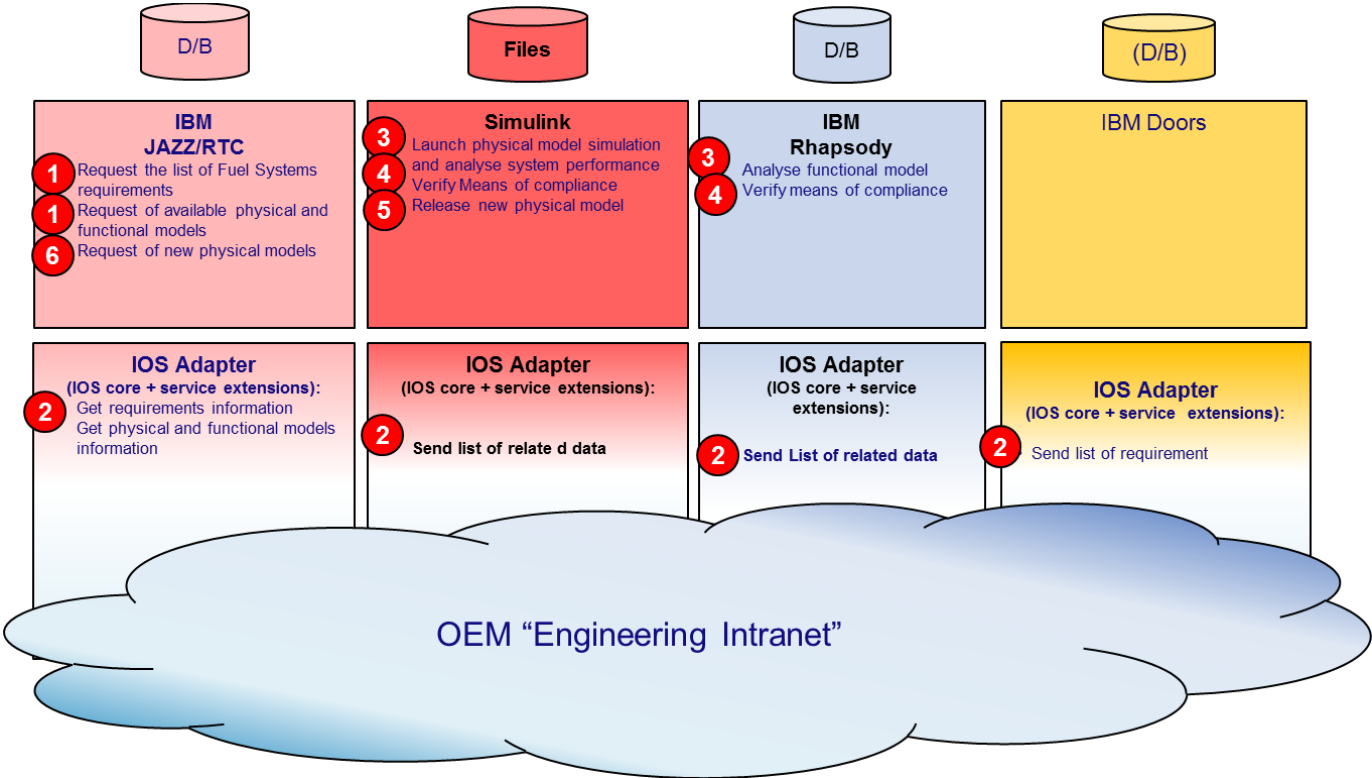 D/B
Files
D/B
(D/B)
IBM
JAZZ/RTC
1 Request the list of Fuel Systems
requirements
1 Request of available physical and
functional models
6 Request of new physical models
Simulink
3 Launch physical model simulation
and analyse system performance
4 Verify Means of compliance
5 Release new physical model
IBM
Rhapsody
3 Analyse functional model
4 Verify means of compliance
IBM Doors
IOS Adapter
(IOS core + service extensions):
2 Get requirements information
Get physical and functional models
information
IOS Adapter
(IOS core + service extensions):
2 Send list of relate d data
IOS Adapter
(IOS core + service
extensions):
2 Send List of related data
IOS Adapter
(IOS core + service extensions):
2 Send list of requirement
OEM “Engineering Intranet”